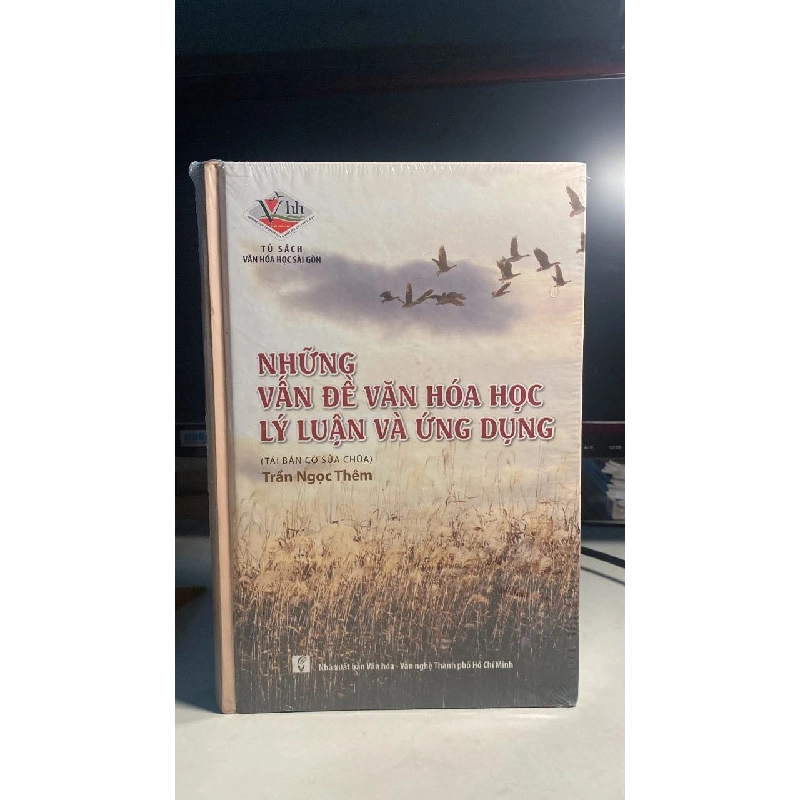 Vhh
TỦ SÁCH
VĂN HÓA HỌC SÀI GÒN
NHỮNG
VẤN ĐỀ VĂN HÓA HỌC
LÝ LUẬN VÀ ỨNG DỤNG
(TÁI BẢN CÓ SỬA CHỮA)
Trần Ngọc Thêm
Nhà xuất bản Văn hóa - Văn nghệ Thành phố Hồ Chí Minh